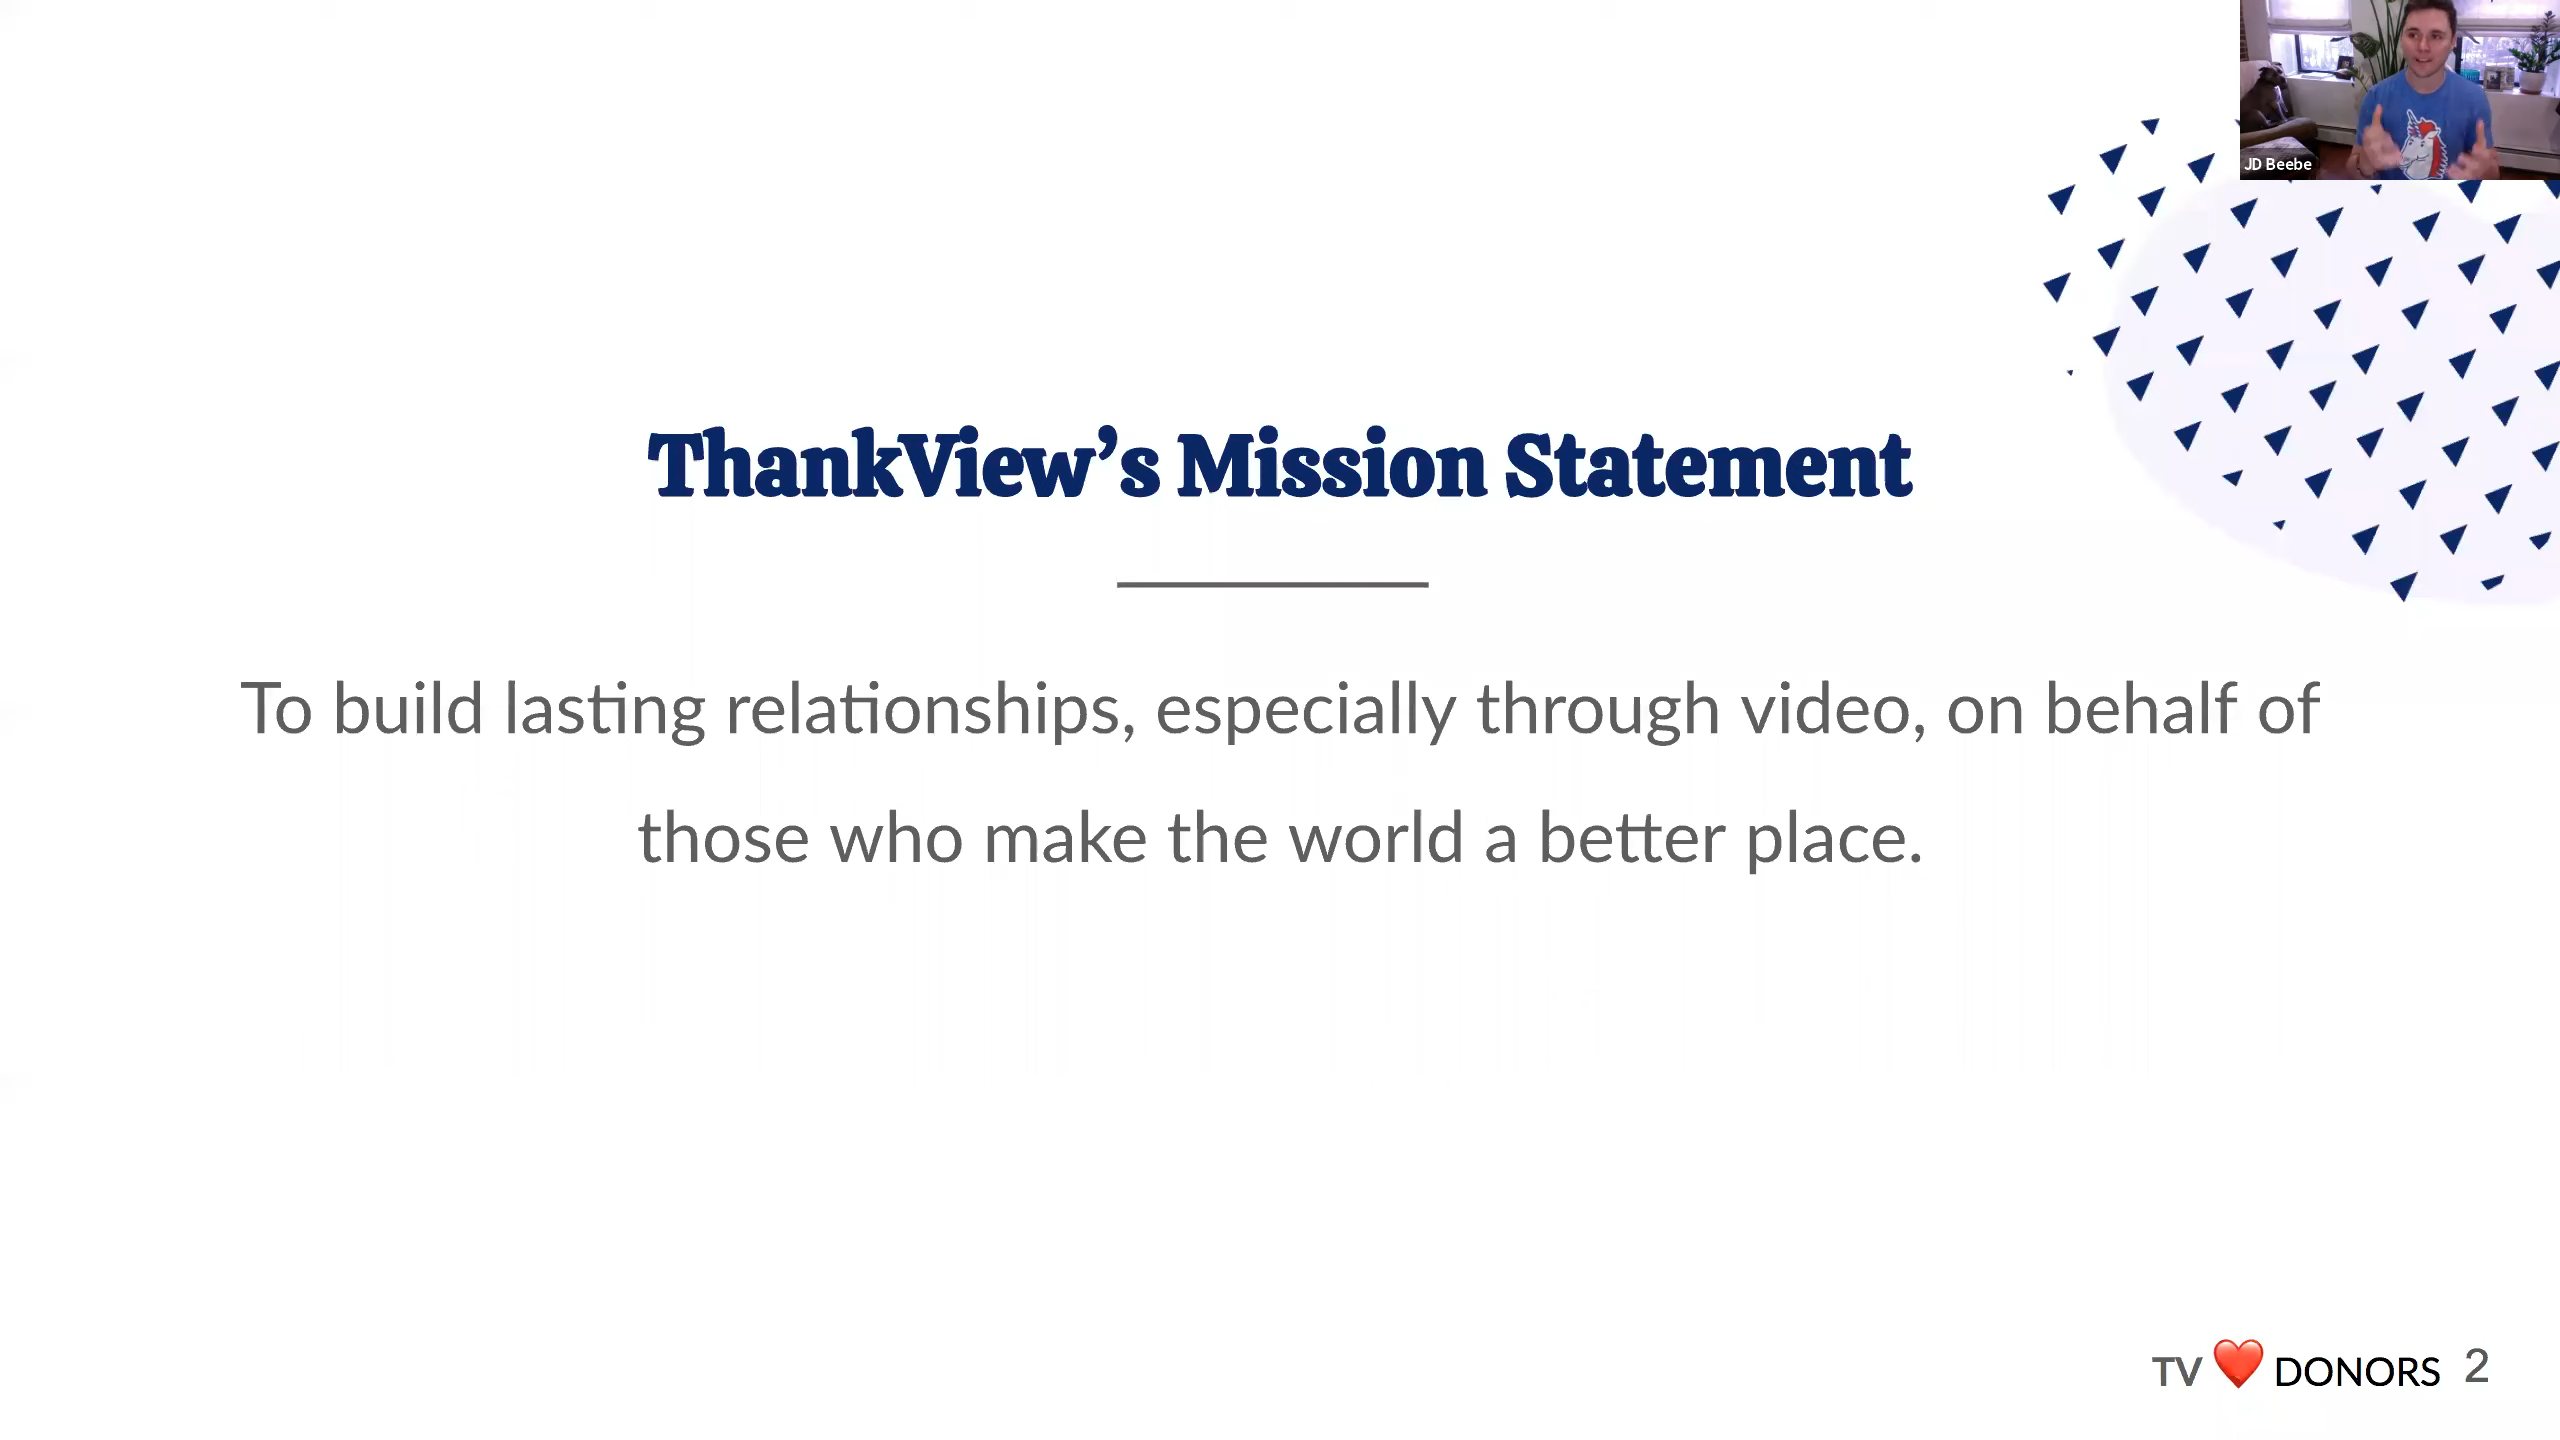 JD Beebe
ThankView’s Mission Statement
To build lasting relationships, especially through video, on behalf of
those who make the world a better place.
TV ❤️ DONORS 2